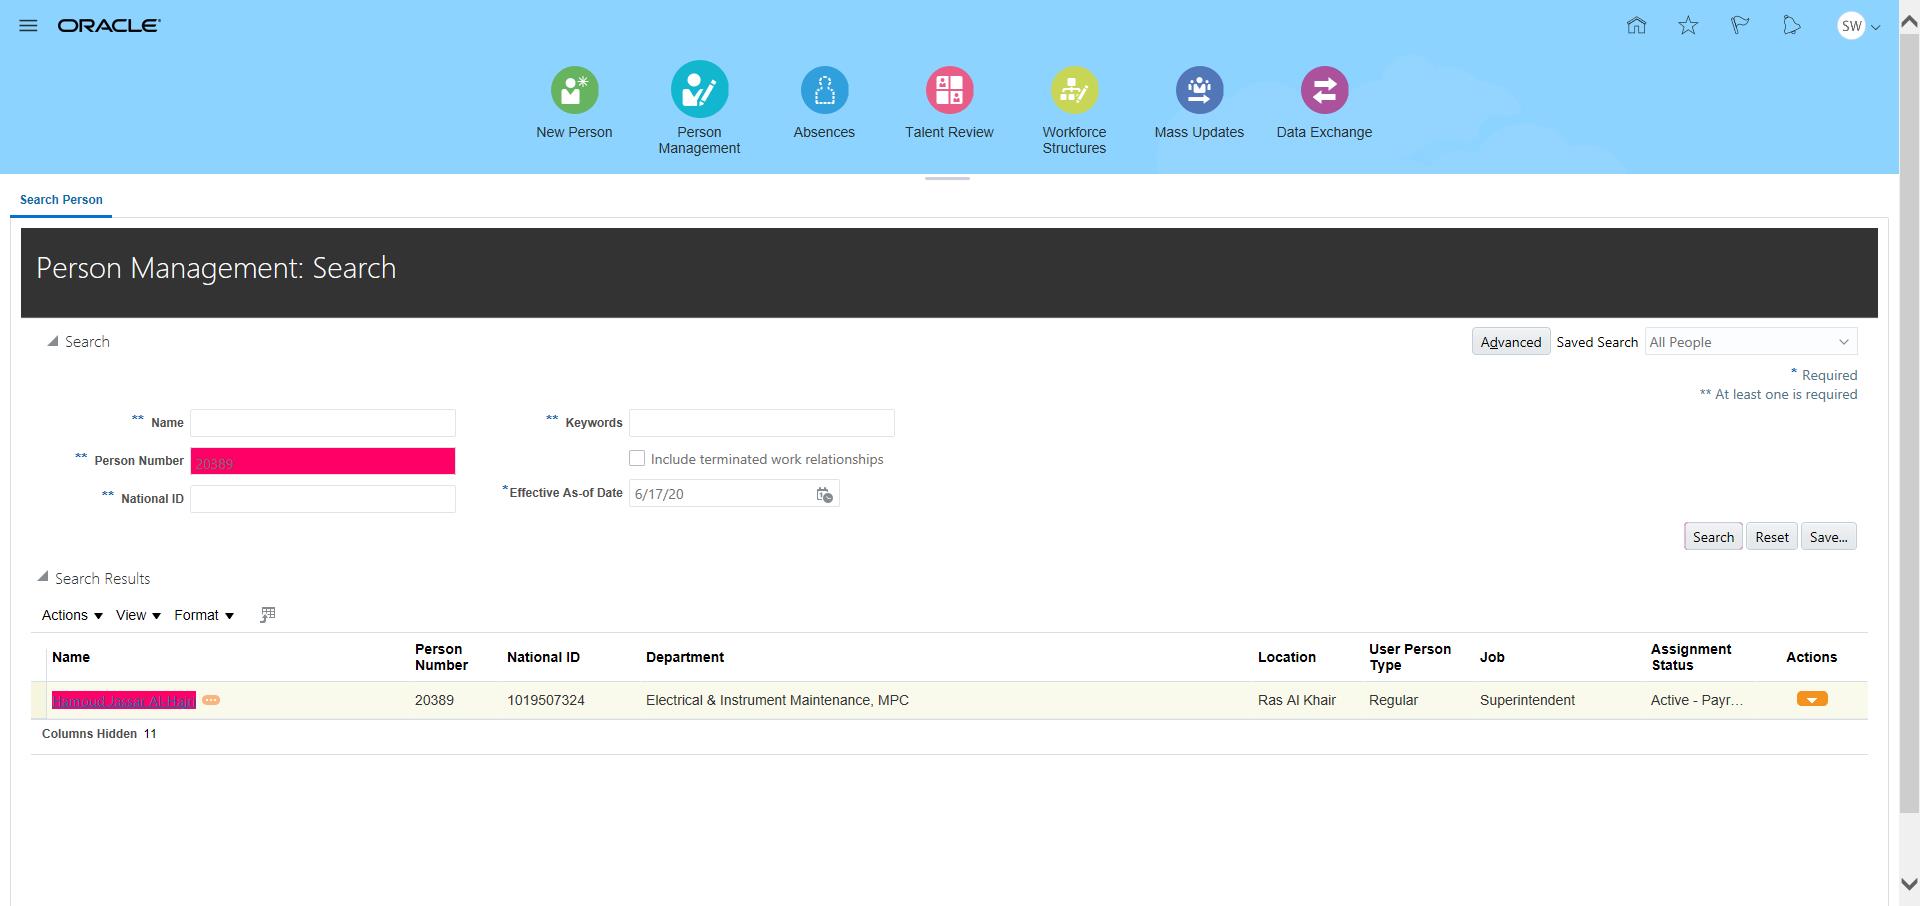 ORACLE
SW
New Person
Person
Management
Absences
Talent Review
Workforce
Structures
Mass Updates
Data Exchange
Search Person
Person Management: Search
Search
Advanced Saved Search All People
* Required
** At least one is required
** Name
** Keywords
** Person Number 20389
Include terminated work relationships
** National ID
*Effective As-of Date 6/17/20
Search Reset Save...
Search Results
Actions View Format
Name Person Number National ID Department Location User Person Type Job Assignment Status Actions
Hamoud Jassar Al-Hajri 20389 1019507324 Electrical & Instrument Maintenance, MPC Ras Al Khair Regular Superintendent Active - Payr...
Columns Hidden 11